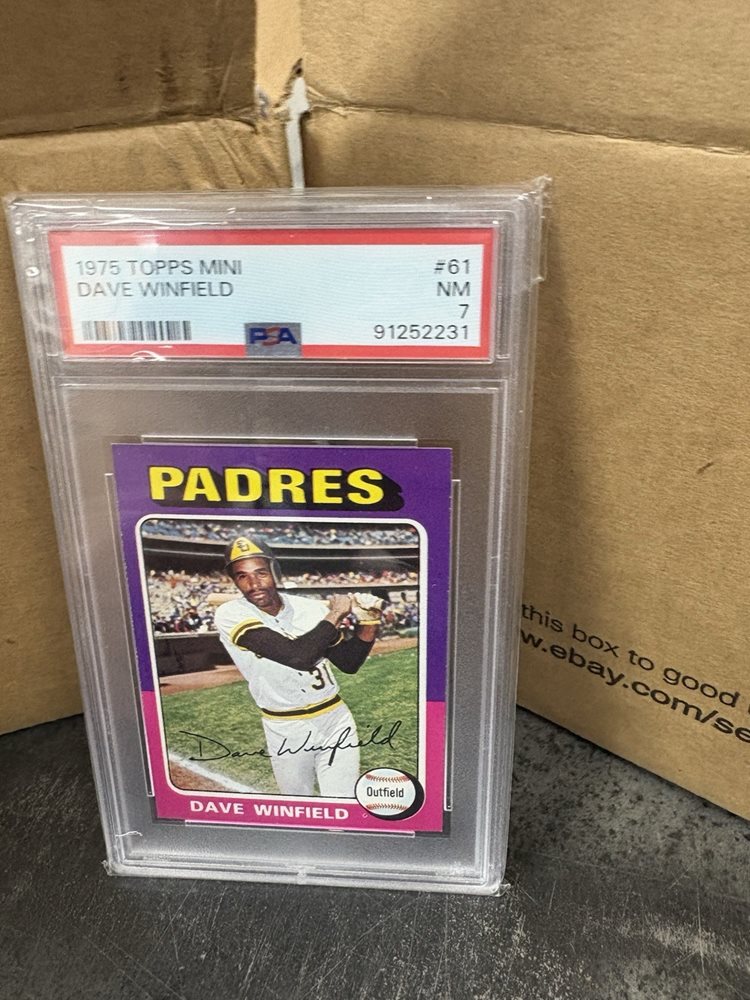 1975 TOPPS MINI #61
DAVE WINFIELD NM
7
PSA 91252231
PADRES
SD
31
Dave Winfield
Outfield
DAVE WINFIELD
this box to good
w.ebay.com/se